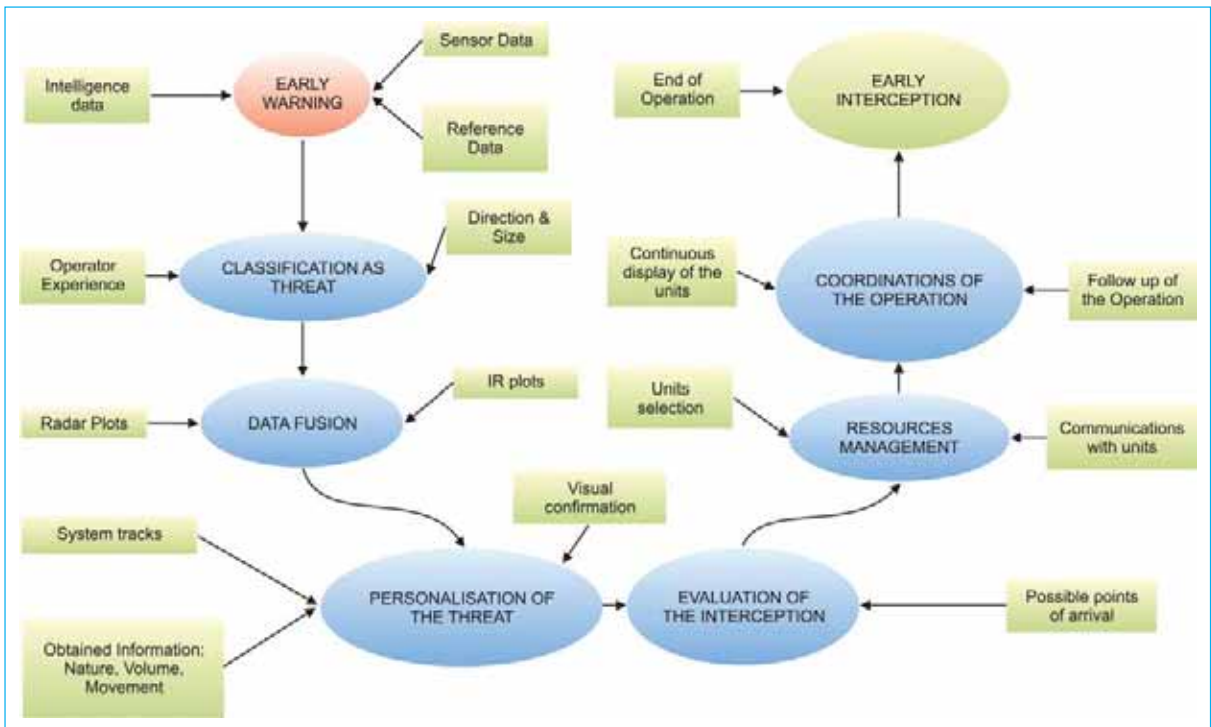 Sensor Data
Intelligence
data
EARLY
WARNING
Reference
Data
Direction &
Size
Operator
Experience
CLASSIFICATION AS
THREAT
IR plots
Radar Plots
DATA FUSION
Visual
confirmation
System tracks
PERSONALISATION OF
THE THREAT
Obtained Information:
Nature, Volume,
Movement
EVALUATION OF
THE INTERCEPTION
Possible points
of arrival
Units
selection
RESOURCES
MANAGEMENT
Communications
with units
Continuous
display of the
units
COORDINATIONS OF
THE OPERATION
Follow up of
the Operation
End of
Operation
EARLY
INTERCEPTION